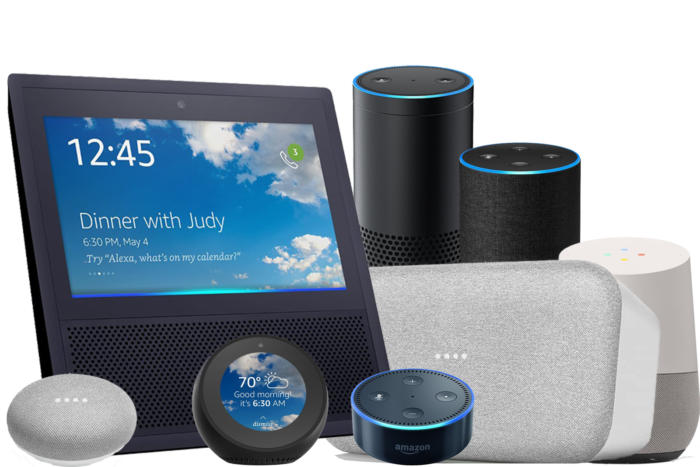 12:45
3
Dinner with Judy
6:30 PM, May 4
Try “Alexa, what's on my calendar?”
70°
Good morning!
it's 6:30 AM
amazon